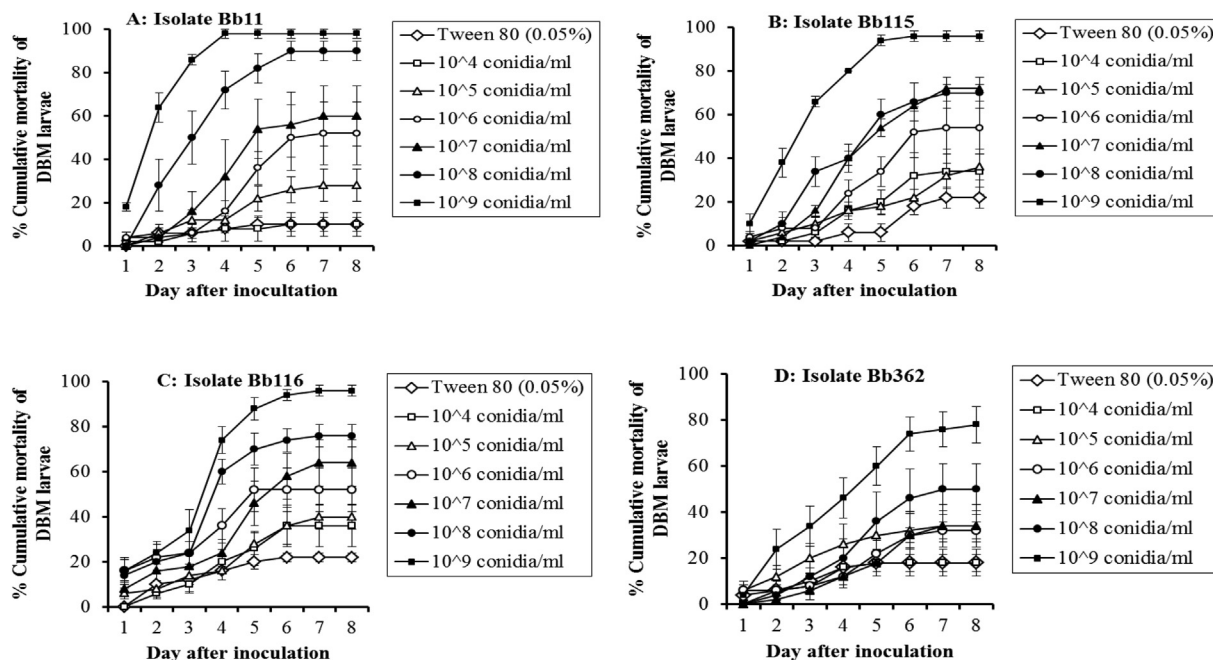 A: Isolate Bb11
% Cumulative mortality of
DBM larvae
100
80
60
40
20
0
1 2 3 4 5 6 7 8
Day after inocultation
Tween 80 (0.05%)
10^4 conidia/ml
10^5 conidia/ml
10^6 conidia/ml
10^7 conidia/ml
10^8 conidia/ml
10^9 conidia/ml
B: Isolate Bb115
% Cumulative mortality of
DBM larvae
100
80
60
40
20
0
1 2 3 4 5 6 7 8
Day after inoculation
Tween 80 (0.05%)
10^4 conidia/ml
10^5 conidia/ml
10^6 conidia/ml
10^7 conidia/ml
10^8 conidia/ml
10^9 conidia/ml
C: Isolate Bb116
% Cumulative mortality of
DBM larvae
100
80
60
40
20
0
1 2 3 4 5 6 7 8
Day after inoculation
Tween 80 (0.05%)
10^4 conidia/ml
10^5 conidia/ml
10^6 conidia/ml
10^7 conidia/ml
10^8 conidia/ml
10^9 conidia/ml
D: Isolate Bb362
% Cumulative mortality of
DBM larvae
100
80
60
40
20
0
1 2 3 4 5 6 7 8
Day after inoculation
Tween 80 (0.05%)
10^4 conidia/ml
10^5 conidia/ml
10^6 conidia/ml
10^7 conidia/ml
10^8 conidia/ml
10^9 conidia/ml